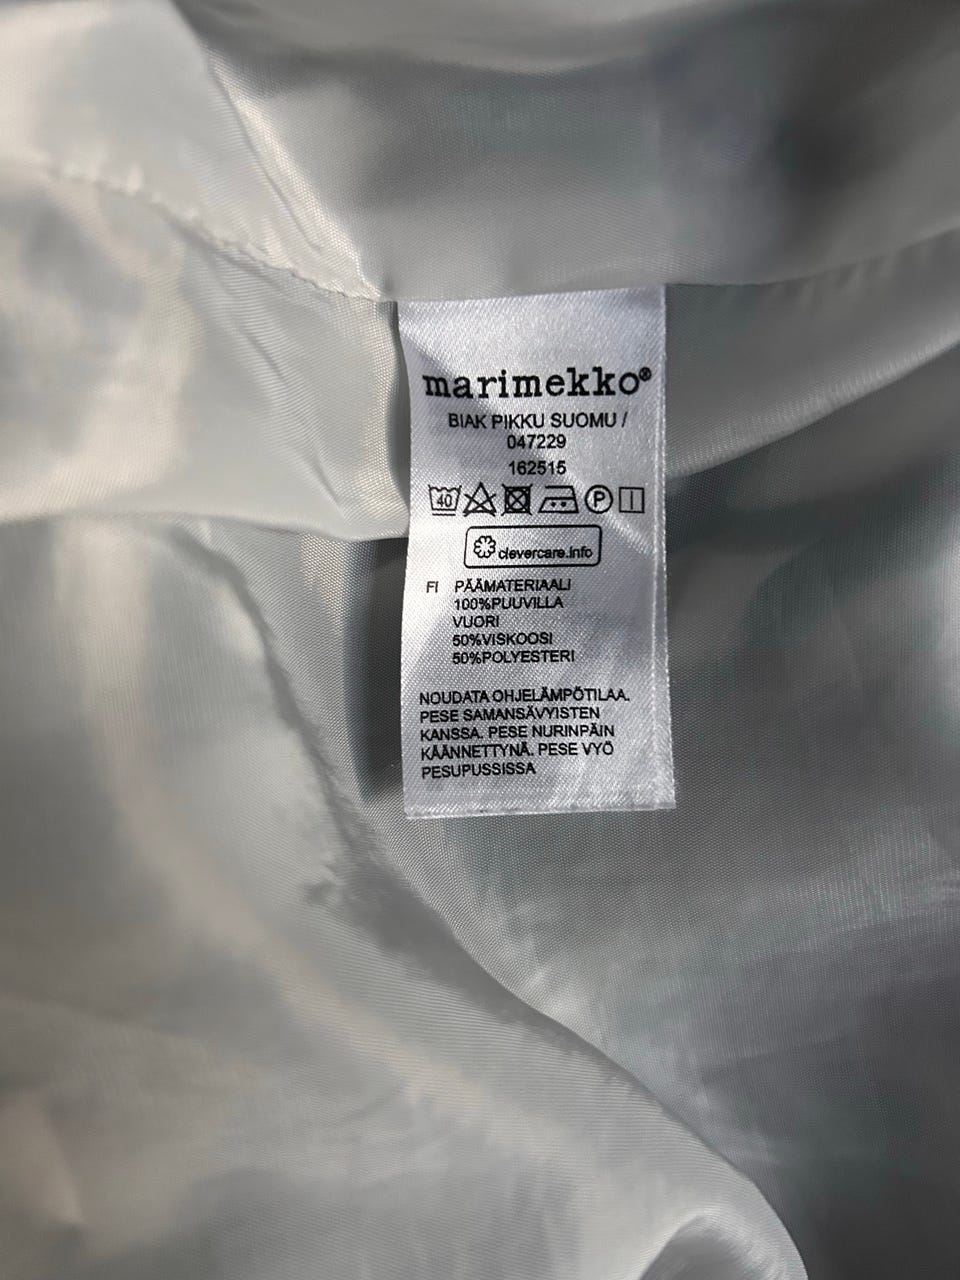 marimekko®
BIAK PIKKU SUOMU /
047229
162515
40 P
clevercare.info
FI PÄÄMATERIAALI
100%PUUVILLA
VUORI
50%VISKOOSI
50%POLYESTERI
NOUDATA OHJELÄMPÖTILAA.
PESE SAMANSÄVYISTEN
KANSSA. PESE NURINPÄIN
KÄÄNNETTYNÄ. PESE VYÖ
PESUPUSSISSA